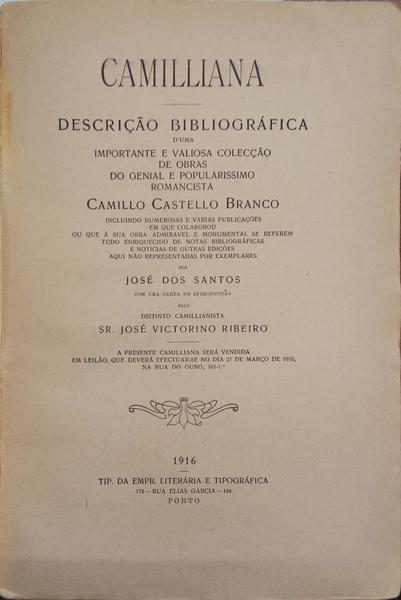 CAMILLIANA
DESCRIÇÃO BIBLIOGRÁFICA
D'UMA
IMPORTANTE E VALIOSA COLECÇÃO
DE OBRAS
DO GENIAL E POPULARISSIMO
ROMANCISTA
CAMILLO CASTELLO BRANCO
INCLUINDO NUMEROSAS E VARIAS PUBLICAÇÕES
EM QUE COLABOROU
OU QUE Á SUA OBRA ADMIRAVEL E MONUMENTAL SE REFEREM
TUDO ENRIQUECIDO DE NOTAS BIBLIOGRÁFICAS
E NOTICIAS DE OUTRAS EDIÇÕES
AQUI NÃO REPRESENTADAS POR EXEMPLARES
POR
JOSÉ DOS SANTOS
COM UMA CARTA DE INTRODUCÇÃO
PELO
DISTINTO CAMILLIANISTA
SR. JOSÉ VICTORINO RIBEIRO
A PRESENTE CAMILLIANA SERÁ VENDIDA
EM LEILÃO, QUE DEVERÁ EFECTUAR-SE NO DIA 27 DE MARÇO DE 1916,
NA RUA DO OURO, 101-1.º
1916
TIP. DA EMPR. LITERÁRIA E TIPOGRÁFICA
178—RUA ELIAS GARCIA—184
PORTO